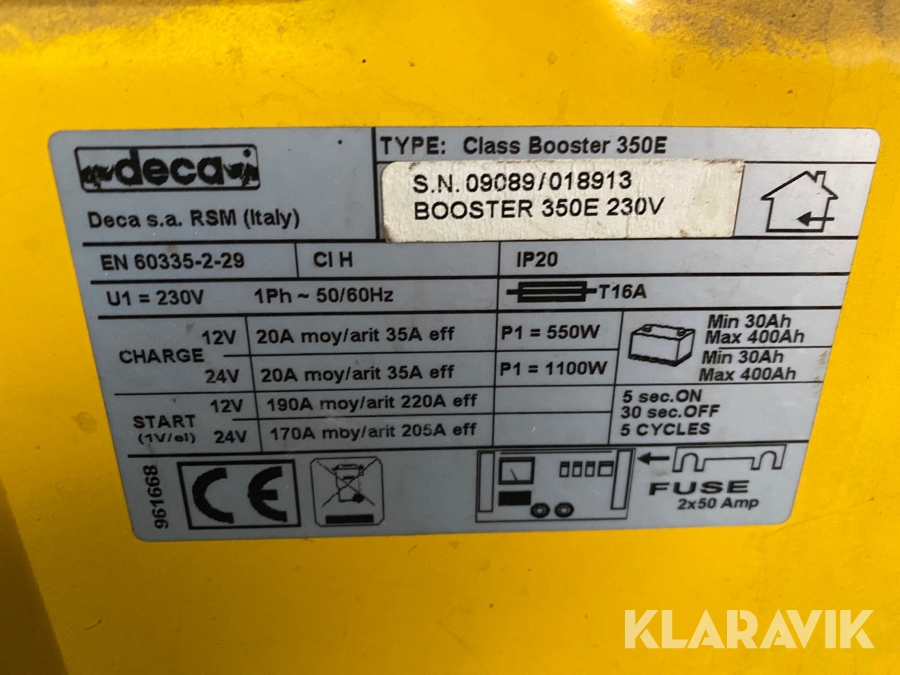 deca
Deca s.a. RSM (Italy)
TYPE: Class Booster 350E
S.N. 09089/018913
BOOSTER 350E 230V
EN 60335-2-29
Cl H
IP20
U1 = 230V 1Ph ~ 50/60Hz
T16A
CHARGE
12V 20A moy/arit 35A eff P1 = 550W
24V 20A moy/arit 35A eff P1 = 1100W
Min 30Ah
Max 400Ah
Min 30Ah
Max 400Ah
START
(1V/el)
12V 190A moy/arit 220A eff
24V 170A moy/arit 205A eff
5 sec.ON
30 sec.OFF
5 CYCLES
961668
CE
FUSE
2x50 Amp
KLARAVIK